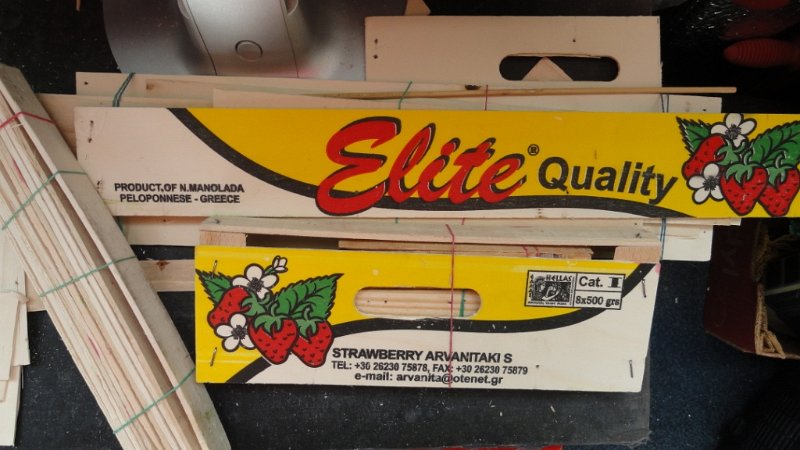 Elite® Quality
PRODUCT,OF N.MANOLADA
PELOPONNESE - GREECE
HELLAS
Cat. I
8x500 grs
STRAWBERRY ARVANITAKI S
TEL: +30 26230 75878, FAX: +30 26230 75879
e-mail: arvanita@otenet.gr